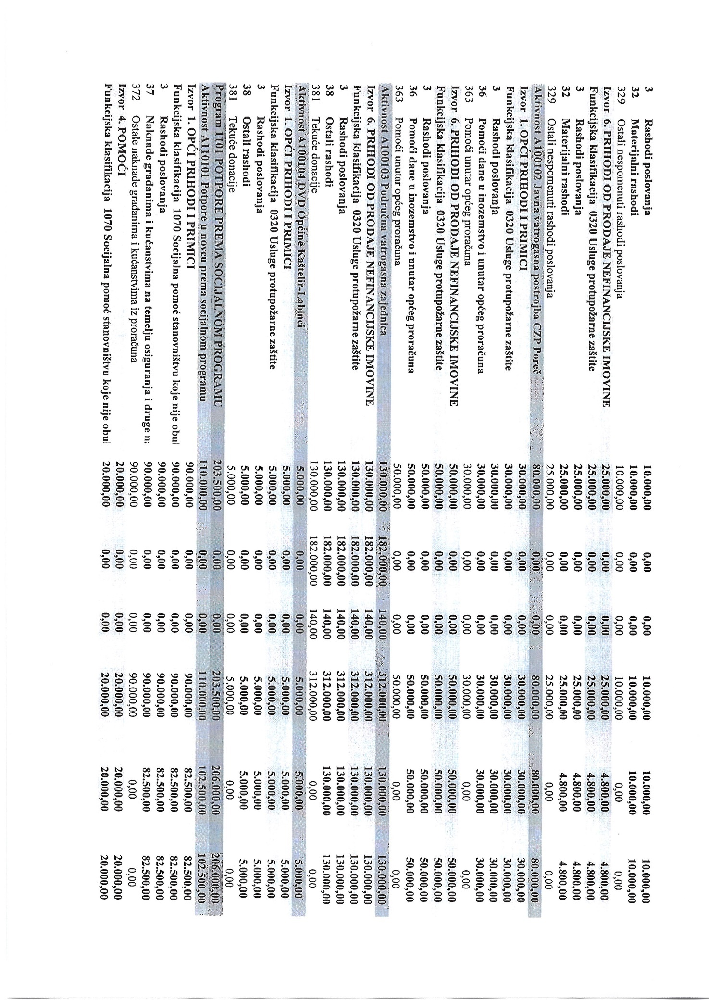 3 Rashodi poslovanja 10.000,00 0,00 0,00 10.000,00 10.000,00 10.000,00
32 Materijalni rashodi 10.000,00 0,00 0,00 10.000,00 10.000,00 10.000,00
329 Ostali nespomenuti rashodi poslovanja 10.000,00 0,00 0,00 10.000,00 0,00 0,00
Izvor 6. PRIHODI OD PRODAJE NEFINANCIJSKE IMOVINE 25.000,00 0,00 0,00 25.000,00 4.800,00 4.800,00
Funkcijska klasifikacija 0320 Usluge protupožarne zaštite 25.000,00 0,00 0,00 25.000,00 4.800,00 4.800,00
3 Rashodi poslovanja 25.000,00 0,00 0,00 25.000,00 4.800,00 4.800,00
32 Materijalni rashodi 25.000,00 0,00 0,00 25.000,00 4.800,00 4.800,00
329 Ostali nespomenuti rashodi poslovanja 25.000,00 0,00 0,00 25.000,00 0,00 0,00
Aktivnost A100102 Javna vatrogasna postrojba CZP Poreč 80.000,00 0,00 0,00 80.000,00 80.000,00 80.000,00
Izvor 1. OPĆI PRIHODI I PRIMICI 30.000,00 0,00 0,00 30.000,00 30.000,00 30.000,00
Funkcijska klasifikacija 0320 Usluge protupožarne zaštite 30.000,00 0,00 0,00 30.000,00 30.000,00 30.000,00
3 Rashodi poslovanja 30.000,00 0,00 0,00 30.000,00 30.000,00 30.000,00
36 Pomoći dane u inozemstvo i unutar općeg proračuna 30.000,00 0,00 0,00 30.000,00 30.000,00 30.000,00
363 Pomoći unutar općeg proračuna 30.000,00 0,00 0,00 30.000,00 0,00 0,00
Izvor 6. PRIHODI OD PRODAJE NEFINANCIJSKE IMOVINE 50.000,00 0,00 0,00 50.000,00 50.000,00 50.000,00
Funkcijska klasifikacija 0320 Usluge protupožarne zaštite 50.000,00 0,00 0,00 50.000,00 50.000,00 50.000,00
3 Rashodi poslovanja 50.000,00 0,00 0,00 50.000,00 50.000,00 50.000,00
36 Pomoći dane u inozemstvo i unutar općeg proračuna 50.000,00 0,00 0,00 50.000,00 50.000,00 50.000,00
363 Pomoći unutar općeg proračuna 50.000,00 0,00 0,00 50.000,00 0,00 0,00
Aktivnost A100103 Područna vatrogasna zajednica 130.000,00 182.000,00 140,00 312.000,00 130.000,00 130.000,00
Izvor 6. PRIHODI OD PRODAJE NEFINANCIJSKE IMOVINE 130.000,00 182.000,00 140,00 312.000,00 130.000,00 130.000,00
Funkcijska klasifikacija 0320 Usluge protupožarne zaštite 130.000,00 182.000,00 140,00 312.000,00 130.000,00 130.000,00
3 Rashodi poslovanja 130.000,00 182.000,00 140,00 312.000,00 130.000,00 130.000,00
38 Ostali rashodi 130.000,00 182.000,00 140,00 312.000,00 130.000,00 130.000,00
381 Tekuće donacije 130.000,00 182.000,00 140,00 312.000,00 0,00 0,00
Aktivnost A100104 DVD Općine Kaštelir-Labinci 5.000,00 0,00 0,00 5.000,00 5.000,00 5.000,00
Izvor 1. OPĆI PRIHODI I PRIMICI 5.000,00 0,00 0,00 5.000,00 5.000,00 5.000,00
Funkcijska klasifikacija 0320 Usluge protupožarne zaštite 5.000,00 0,00 0,00 5.000,00 5.000,00 5.000,00
3 Rashodi poslovanja 5.000,00 0,00 0,00 5.000,00 5.000,00 5.000,00
38 Ostali rashodi 5.000,00 0,00 0,00 5.000,00 5.000,00 5.000,00
381 Tekuće donacije 5.000,00 0,00 0,00 5.000,00 0,00 0,00
Program 1101 POTPORE PREMA SOCIJALNOM PROGRAMU 203.500,00 0,00 0,00 203.500,00 206.000,00 206.000,00
Aktivnost A110101 Potpore u novcu prema socijalnom programu 110.000,00 0,00 0,00 110.000,00 102.500,00 102.500,00
Izvor 1. OPĆI PRIHODI I PRIMICI 90.000,00 0,00 0,00 90.000,00 82.500,00 82.500,00
Funkcijska klasifikacija 1070 Socijalna pomoć stanovništvu koje nije obu 90.000,00 0,00 0,00 90.000,00 82.500,00 82.500,00
3 Rashodi poslovanja 90.000,00 0,00 0,00 90.000,00 82.500,00 82.500,00
37 Naknade građanima i kućanstvima na temelju osiguranja i druge n 90.000,00 0,00 0,00 90.000,00 82.500,00 82.500,00
372 Ostale naknade građanima i kućanstvima iz proračuna 90.000,00 0,00 0,00 90.000,00 0,00 0,00
Izvor 4. POMOĆI 20.000,00 0,00 0,00 20.000,00 20.000,00 20.000,00
Funkcijska klasifikacija 1070 Socijalna pomoć stanovništvu koje nije obu 20.000,00 0,00 0,00 20.000,00 20.000,00 20.000,00